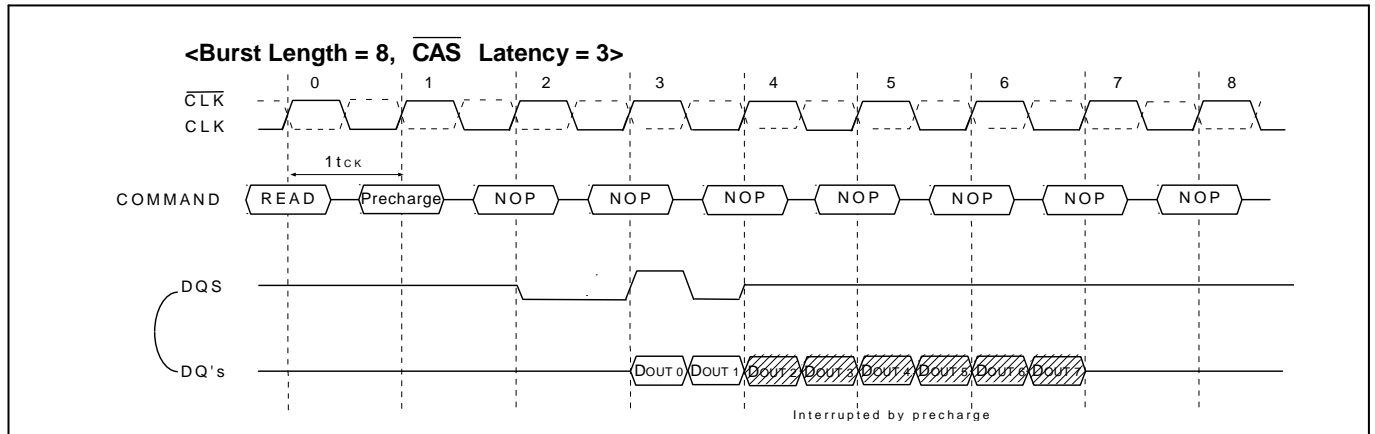 <Burst Length = 8, CAS Latency = 3>
0 1 2 3 4 5 6 7 8
CLK
CLK
1tCK
COMMAND READ Precharge NOP NOP NOP NOP NOP NOP NOP
DQS
DQ's DOUT 0 DOUT 1 DOUT 2 DOUT 3 DOUT 4 DOUT 5 DOUT 6 DOUT 7
Interrupted by precharge